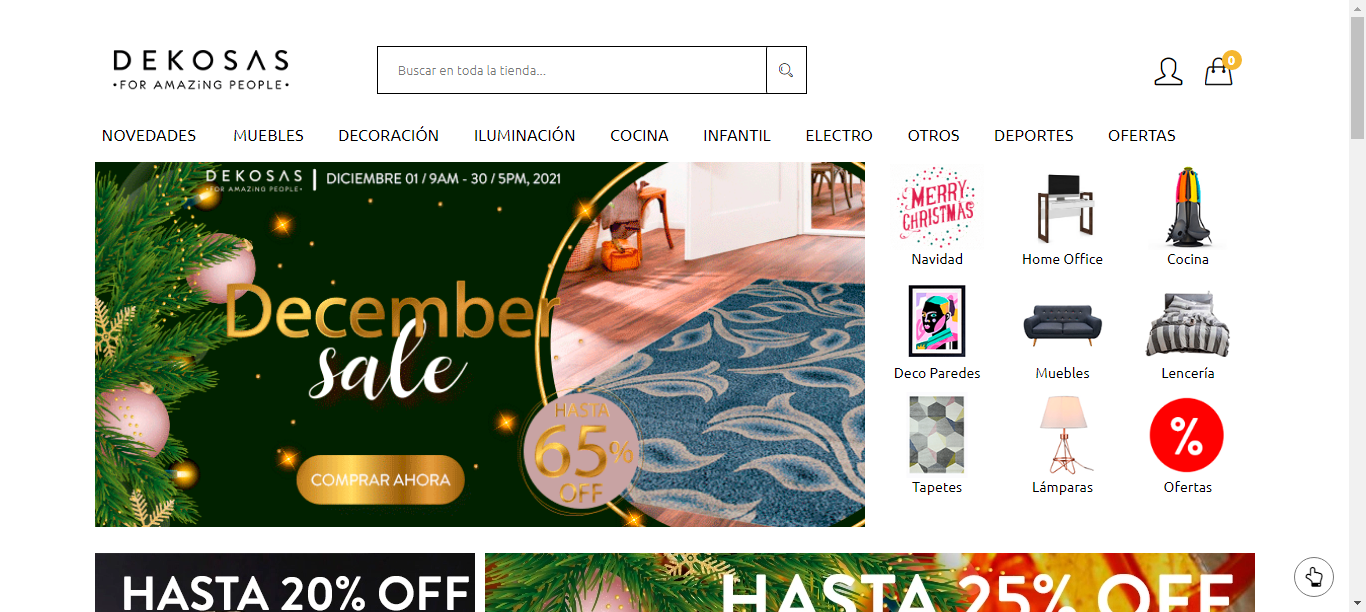 DEKOSAS
•FOR AMAZiNG PEOPLE•
Buscar en toda la tienda...
0
NOVEDADES MUEBLES DECORACIÓN ILUMINACIÓN COCINA INFANTIL ELECTRO OTROS DEPORTES OFERTAS
DEKOSAS
•FOR AMAZiNG PEOPLE•
DICIEMBRE 01 / 9AM - 30 / 5PM, 2021
December
sale
HASTA
65%
OFF
COMPRAR AHORA
MERRY
CHRISTMAS
Navidad Home Office Cocina
Deco Paredes Muebles Lencería
%
Tapetes Lámparas Ofertas
HASTA 20% OFF
HASTA 25% OFF